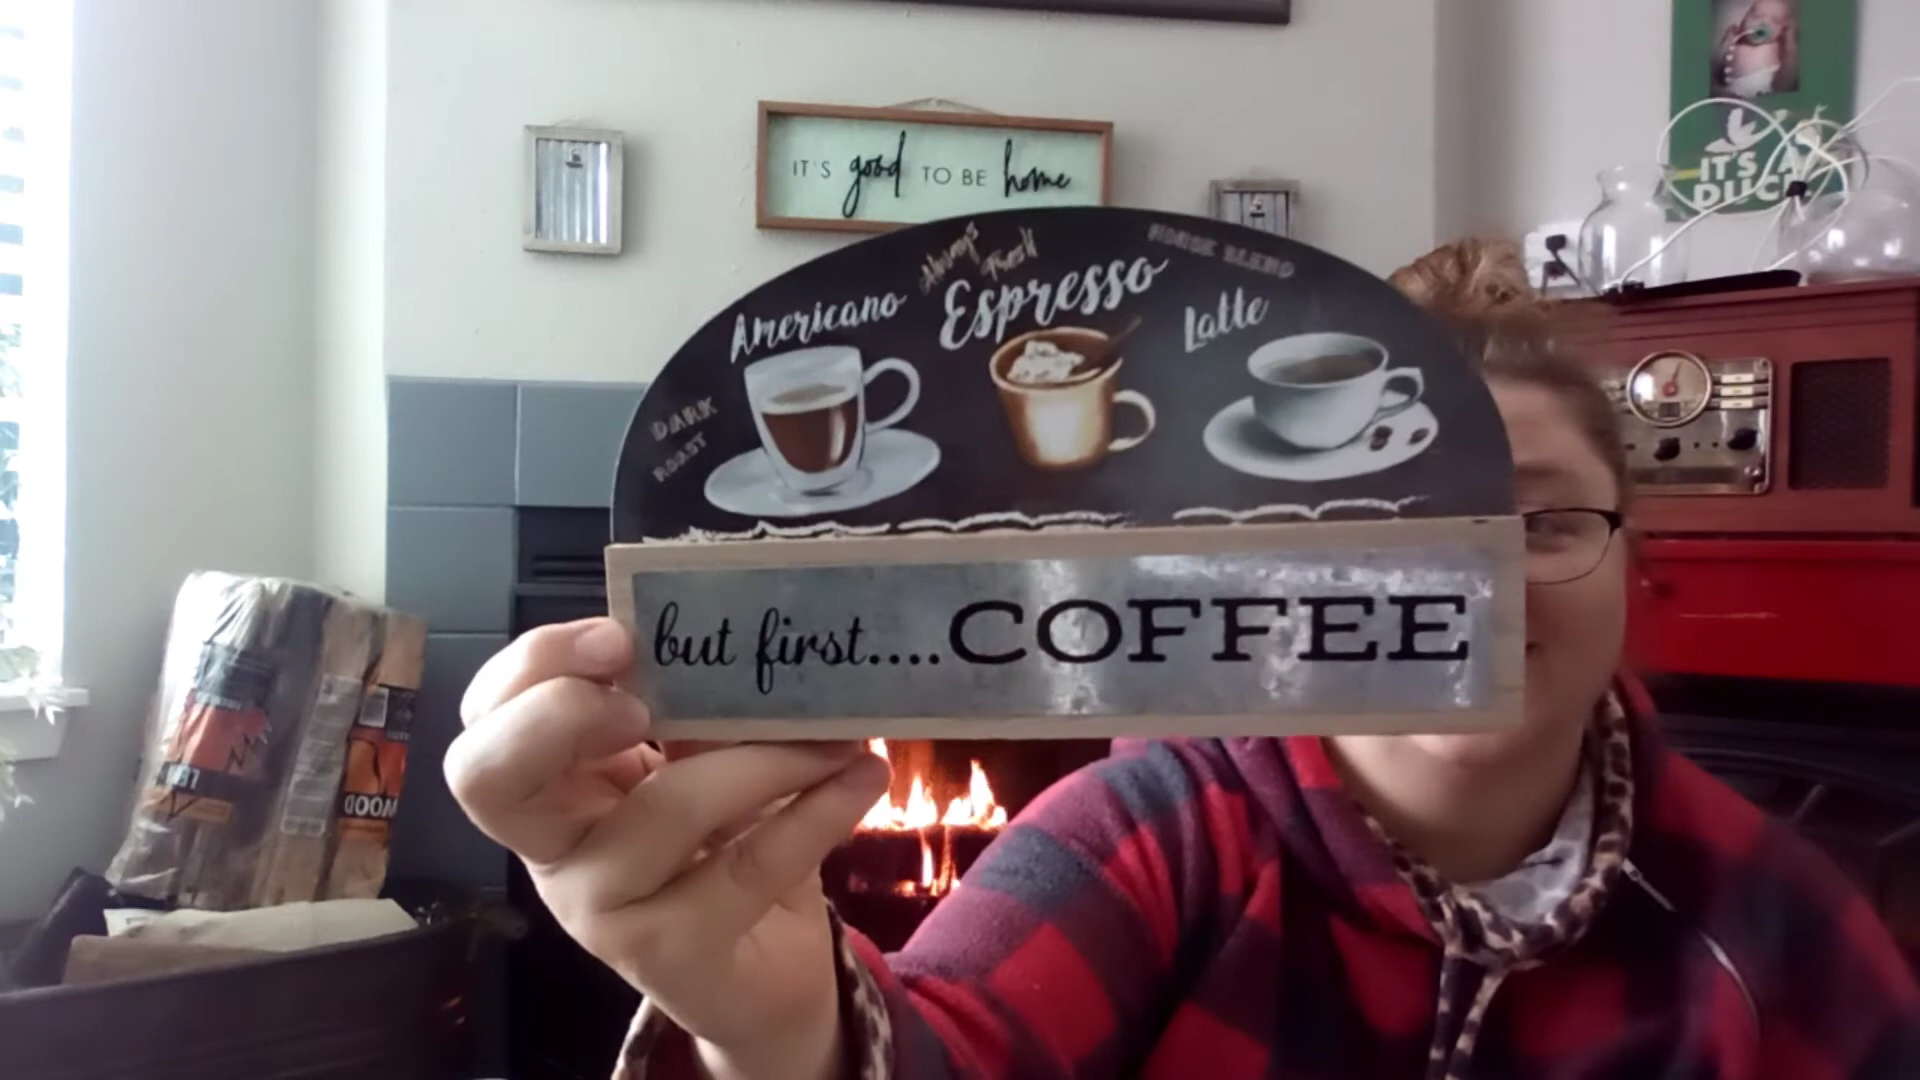 IT'S good TO BE home
IT'S A
DUCK
Always
Fresh
HOUSE BLEND
Americano
Espresso
Latte
DARK
ROAST
but first....COFFEE
WOOD